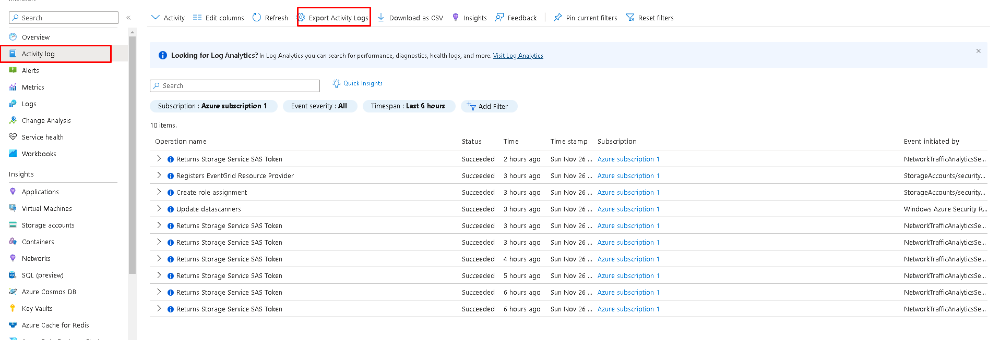 Search
«
Activity
Edit columns
Refresh
Export Activity Logs
Download as CSV
Insights
Feedback
Pin current filters
Reset filters
Overview
Activity log
Alerts
Metrics
Logs
Change Analysis
Service health
Workbooks
Insights
Applications
Virtual Machines
Storage accounts
Containers
Networks
SQL (preview)
Azure Cosmos DB
Key Vaults
Azure Cache for Redis
Looking for Log Analytics? In Log Analytics you can search for performance, diagnostics, health logs, and more. Visit Log Analytics
Search
Quick Insights
Subscription : Azure subscription 1
Event severity : All
Timespan : Last 6 hours
Add Filter
10 items.
Operation name Status Time Time stamp Subscription Event initiated by
Returns Storage Service SAS Token Succeeded 2 hours ago Sun Nov 26 ... Azure subscription 1 NetworkTrafficAnalyticsSe...
Registers EventGrid Resource Provider Succeeded 3 hours ago Sun Nov 26 ... Azure subscription 1 StorageAccounts/security...
Create role assignment Succeeded 3 hours ago Sun Nov 26 ... Azure subscription 1 StorageAccounts/security...
Update datascanners Succeeded 3 hours ago Sun Nov 26 ... Azure subscription 1 Windows Azure Security R...
Returns Storage Service SAS Token Succeeded 3 hours ago Sun Nov 26 ... Azure subscription 1 NetworkTrafficAnalyticsSe...
Returns Storage Service SAS Token Succeeded 3 hours ago Sun Nov 26 ... Azure subscription 1 NetworkTrafficAnalyticsSe...
Returns Storage Service SAS Token Succeeded 4 hours ago Sun Nov 26 ... Azure subscription 1 NetworkTrafficAnalyticsSe...
Returns Storage Service SAS Token Succeeded 5 hours ago Sun Nov 26 ... Azure subscription 1 NetworkTrafficAnalyticsSe...
Returns Storage Service SAS Token Succeeded 6 hours ago Sun Nov 26 ... Azure subscription 1 NetworkTrafficAnalyticsSe...
Returns Storage Service SAS Token Succeeded 6 hours ago Sun Nov 26 ... Azure subscription 1 NetworkTrafficAnalyticsSe...